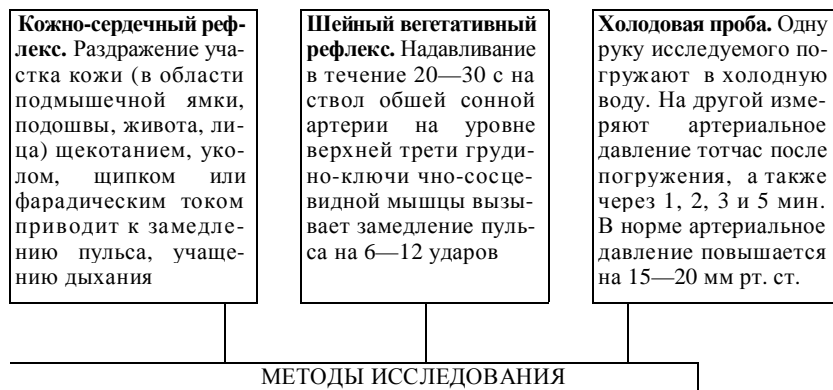 Кожно-сердечный реф-
лекс. Раздражение уча-
стка кожи (в области
подмышечной ямки,
подошвы, живота, ли-
ца) щекотанием, уко-
лом, щипком или
фарадическим током
приводит к замедле-
нию пульса, учаще-
нию дыхания
Шейный вегетативный
рефлекс. Надавливание
в течение 20—30 с на
ствол обшей сонной
артерии на уровне
верхней трети груди-
но-ключи чно-сосце-
видной мышцы вызы-
вает замедление пуль-
са на 6—12 ударов
Холодовая проба. Одну
руку исследуемого по-
гружают в холодную
воду. На другой изме-
ряют артериальное
давление тотчас после
погружения, а также
через 1, 2, 3 и 5 мин.
В норме артериальное
давление повышается
на 15—20 мм рт. ст.
МЕТОДЫ ИССЛЕДОВАНИЯ